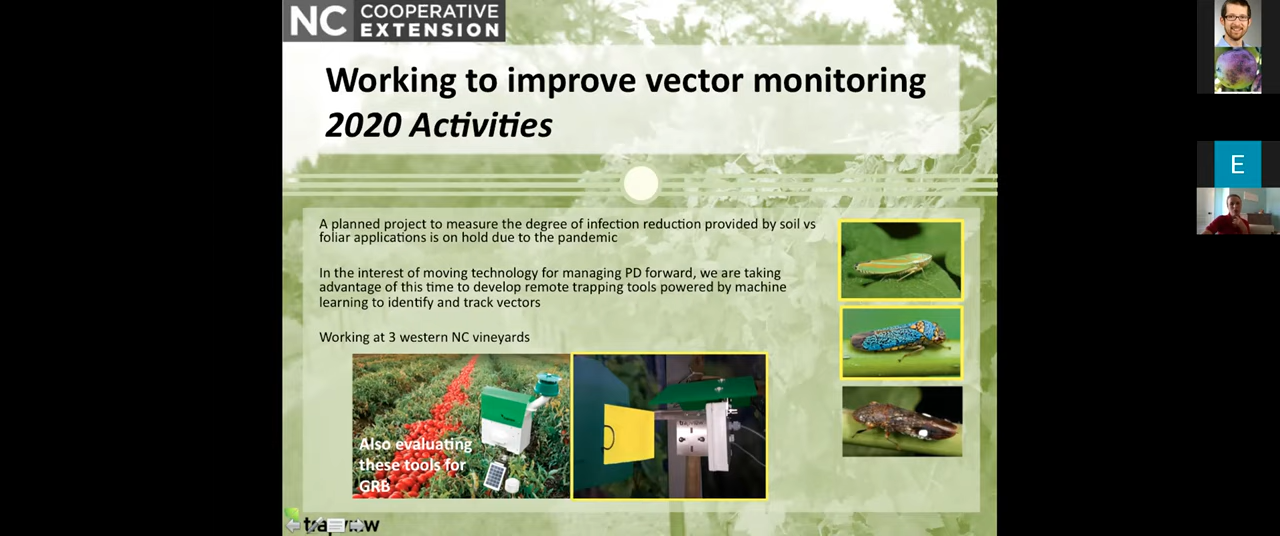 NC COOPERATIVE
EXTENSION
Working to improve vector monitoring
2020 Activities
A planned project to measure the degree of infection reduction provided by soil vs
foliar applications is on hold due to the pandemic
In the interest of moving technology for managing PD forward, we are taking
advantage of this time to develop remote trapping tools powered by machine
learning to identify and track vectors
Working at 3 western NC vineyards
Also evaluating
these tools for
GRB
E